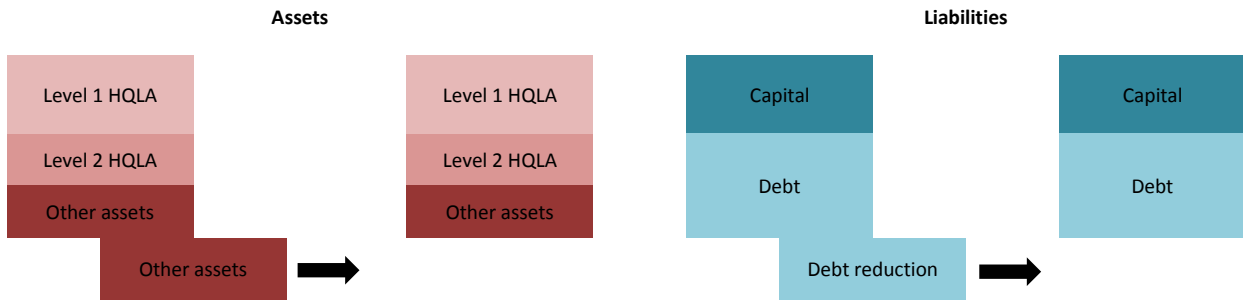 Assets
Liabilities
Level 1 HQLA
Level 1 HQLA
Capital
Capital
Level 2 HQLA
Level 2 HQLA
Debt
Debt
Other assets
Other assets
Other assets
Debt reduction